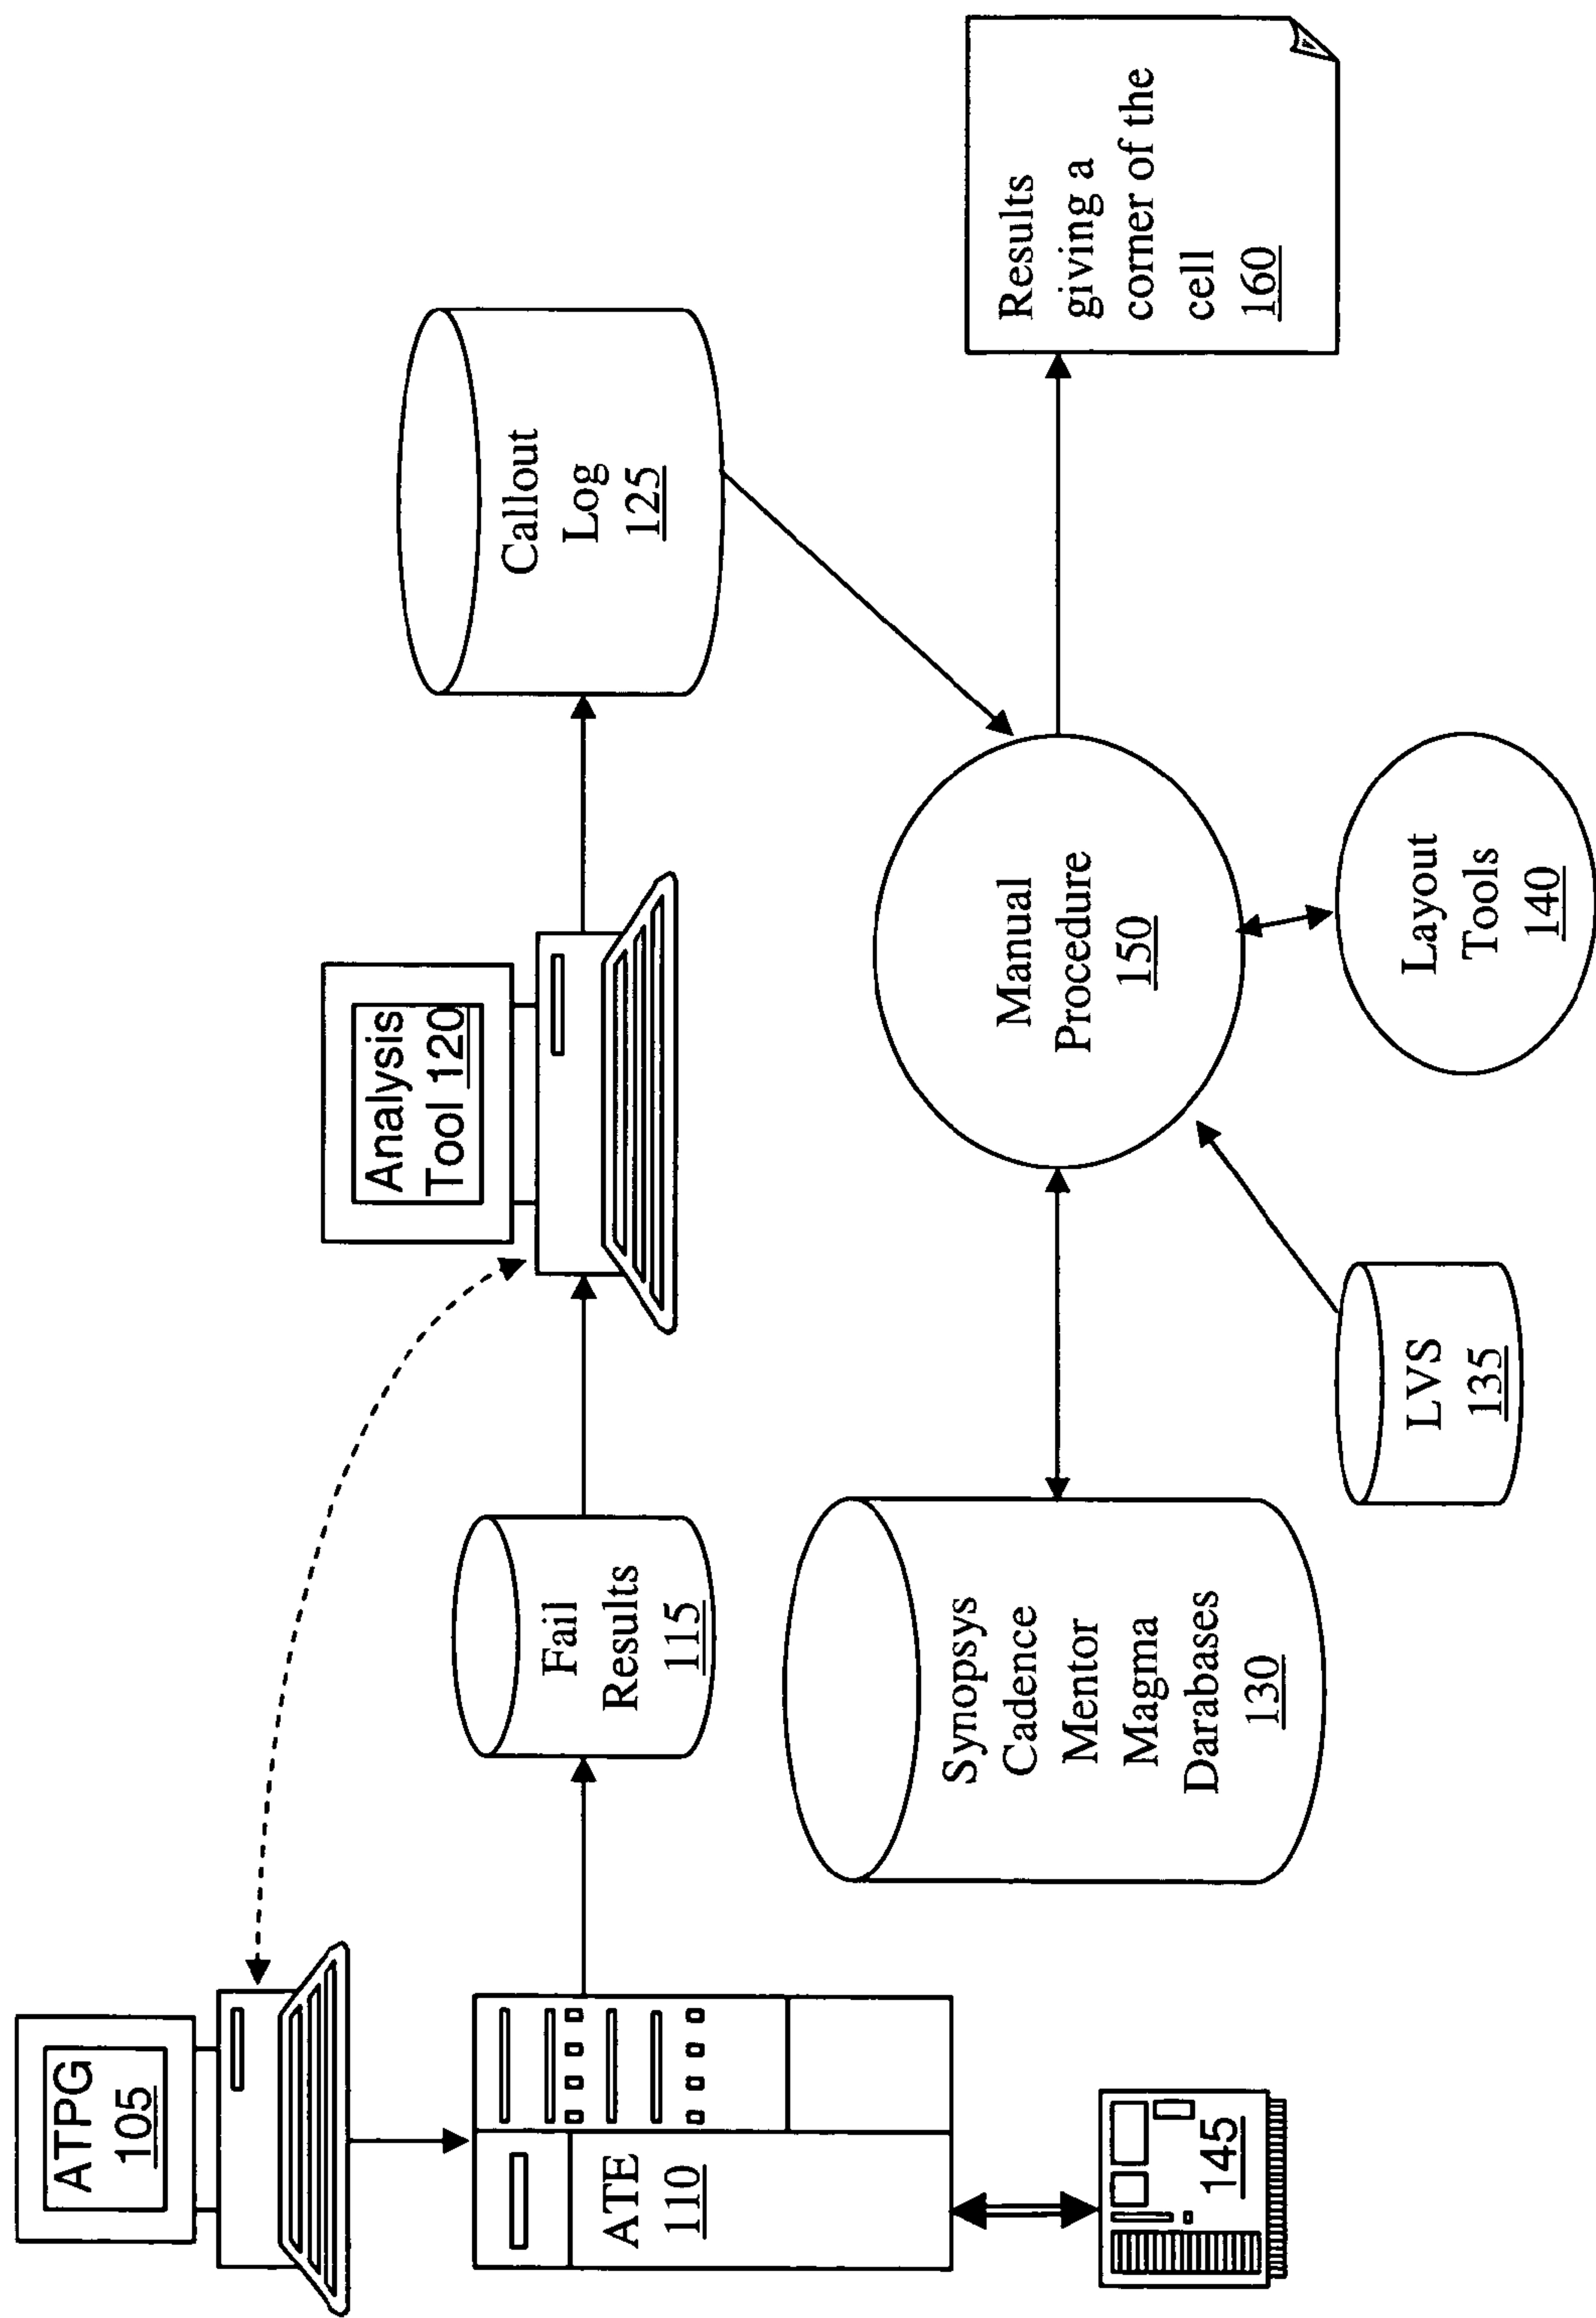 ATPG
105
ATE
110
145
Fail
Results
115
Analysis
Tool 120
Callout
Log
125
Synopsys
Cadence
Mentor
Magma
Darabases
130
LVS
135
Manual
Procedure
150
Layout
Tools
140
Results
giving a
corner of the
cell
160